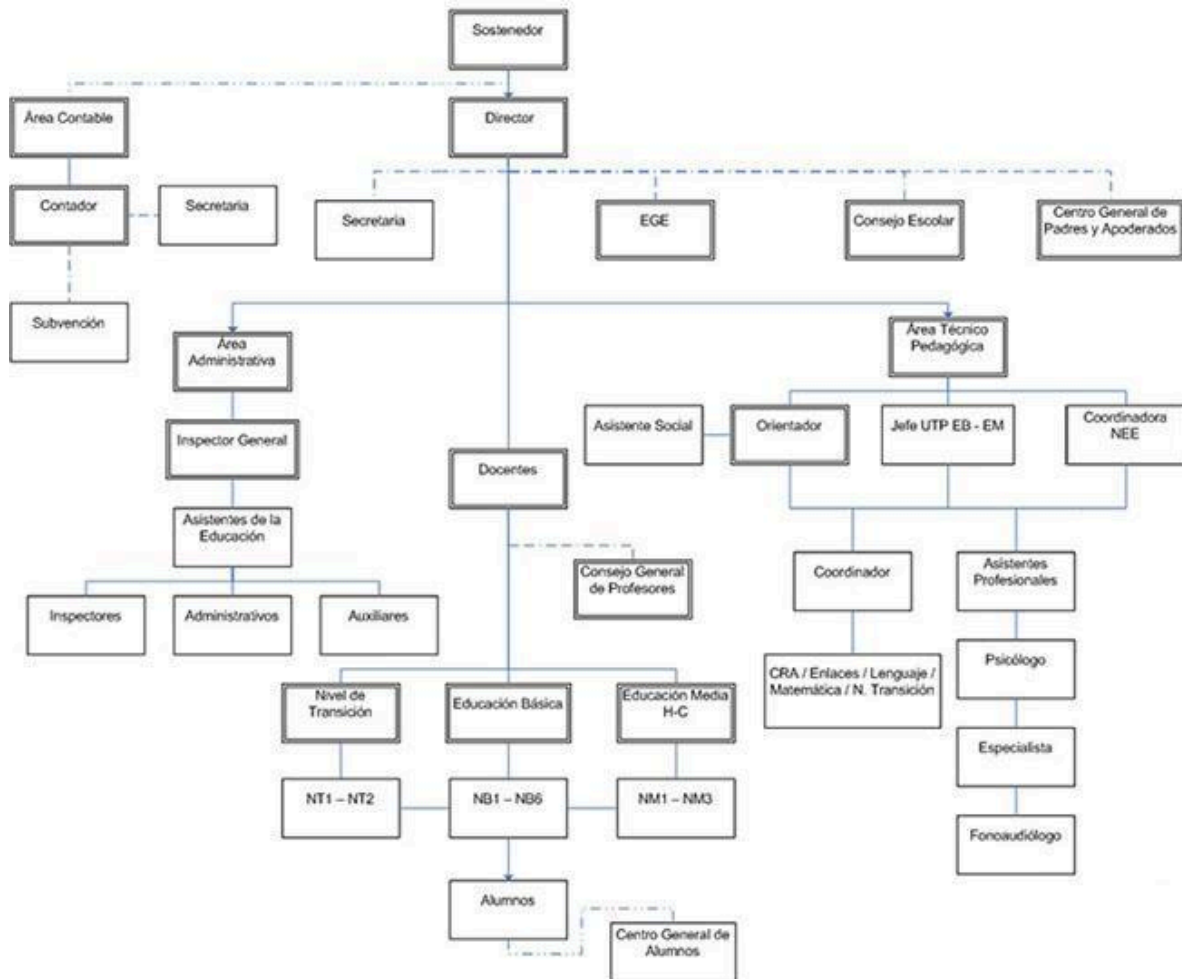 Sostenedor
Área Contable
Director
Contador
Secretaria
Secretaria
EGE
Consejo Escolar
Centro General de
Padres y Apoderados
Subvención
Área
Administrativa
Área Técnico
Pedagógica
Inspector General
Asistente Social
Orientador
Jefe UTP EB - EM
Coordinadora
NEE
Docentes
Asistentes de la
Educación
Consejo General
de Profesores
Coordinador
Asistentes
Profesionales
Inspectores
Administrativos
Auxiliares
CRA / Enlaces / Lenguaje /
Matemática / N. Transición
Psicólogo
Nivel de
Transición
Educación Básica
Educación Media
H-C
Especialista
NT1 – NT2
NB1 – NB6
NM1 – NM3
Fonoaudiólogo
Alumnos
Centro General de
Alumnos